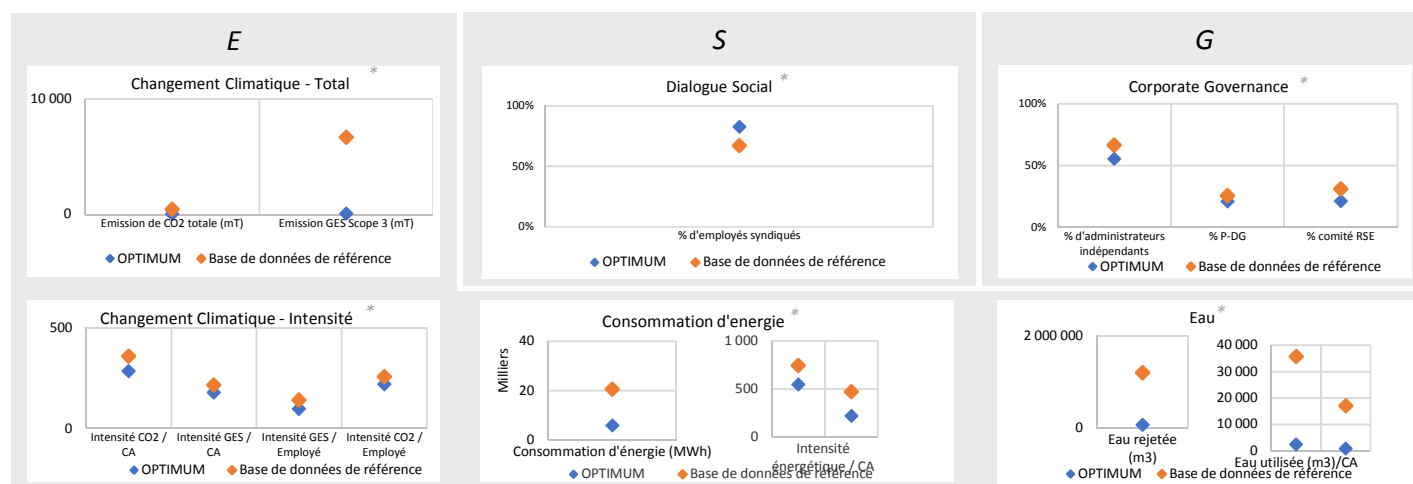 E
S
G
Changement Climatique - Total *
10 000
0
Emission de CO2 totale (mT)
Emission GES Scope 3 (mT)
OPTIMUM
Base de données de référence
Dialogue Social *
100%
50%
0%
% d'employés syndiqués
OPTIMUM
Base de données de référence
Corporate Governance *
100%
50%
0%
% d'administrateurs
indépendants
% P-DG
% comité RSE
OPTIMUM
Base de données de référence
Changement Climatique - Intensité *
500
0
Intensité CO2 /
CA
Intensité GES /
CA
Intensité GES /
Employé
Intensité CO2 /
Employé
OPTIMUM
Base de données de référence
Consommation d'energie *
Milliers
40
20
0
Consommation d'énergie (MWh)
1 000
500
0
Intensité
énergétique / CA
OPTIMUM
Base de données de référence
Eau *
2 000 000
0
Eau rejetée
(m3)
40 000
30 000
20 000
10 000
0
Eau utilisée (m3)/CA
OPTIMUM
Base de données de référence